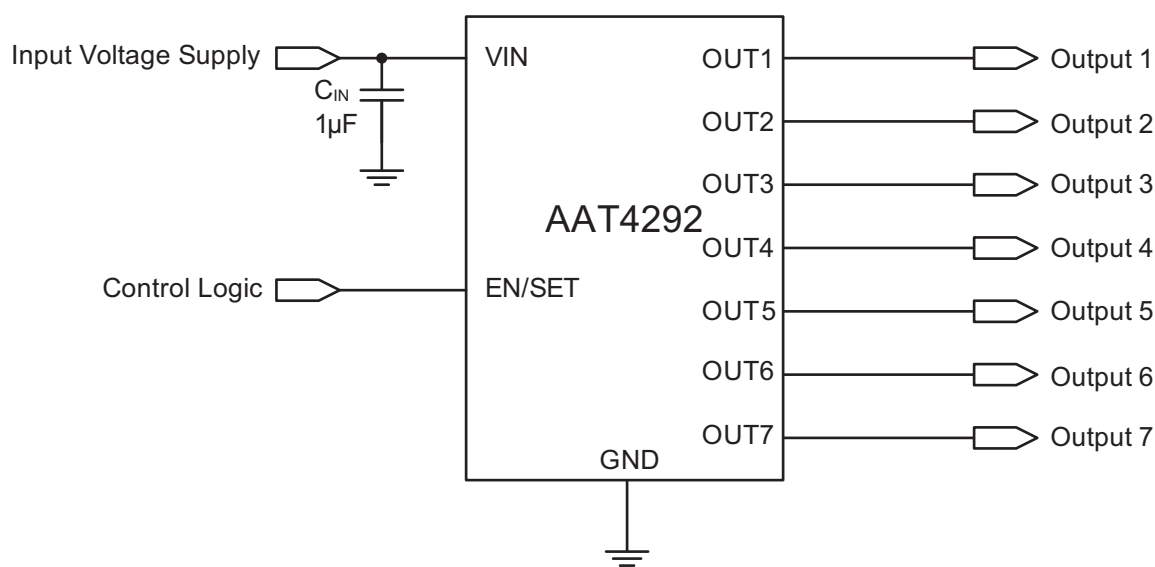 Input Voltage Supply
C_IN
1µF
Control Logic
VIN
EN/SET
AAT4292
GND
OUT1
OUT2
OUT3
OUT4
OUT5
OUT6
OUT7
Output 1
Output 2
Output 3
Output 4
Output 5
Output 6
Output 7